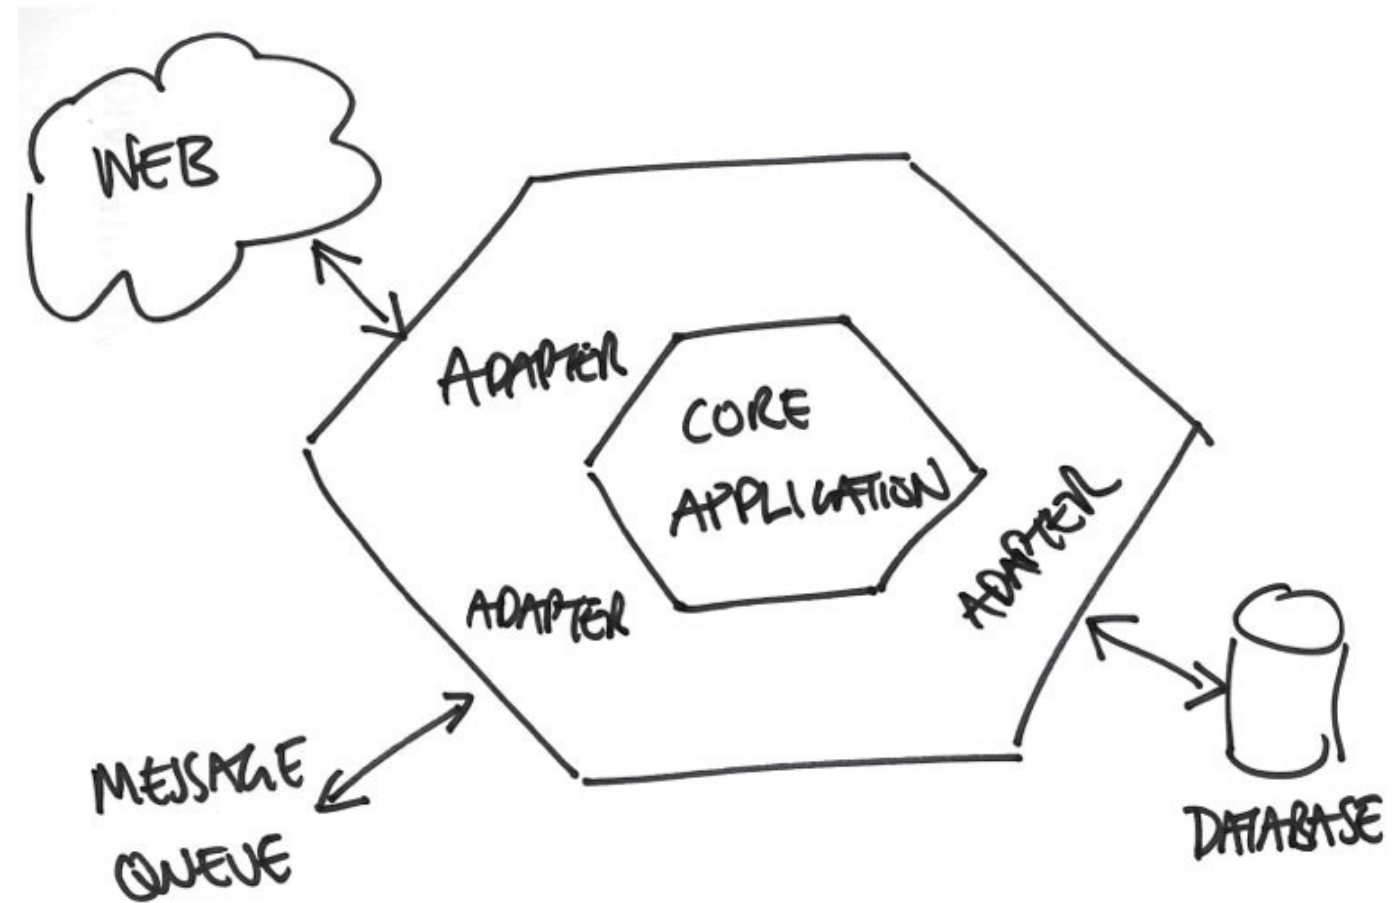 WEB
ADAPTER
CORE
APPLICATION
ADAPTER
ADAPTER
MESSAGE
QUEUE
DATABASE